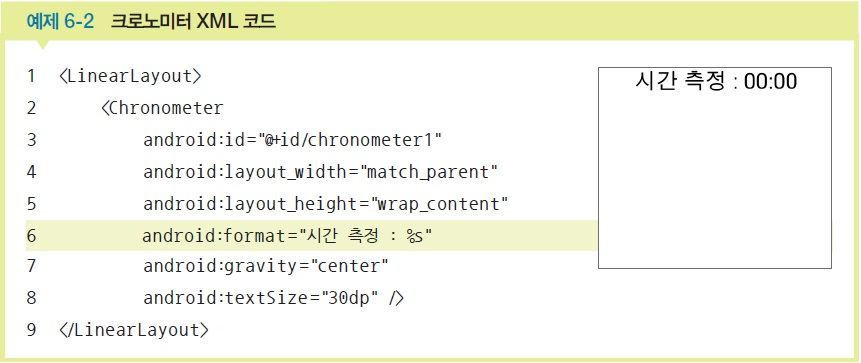 예제 6-2 크로노미터 XML 코드
1 <LinearLayout>
시간 측정 : 00:00
2 <Chronometer
3 android:id="@+id/chronometer1"
4 android:layout_width="match_parent"
5 android:layout_height="wrap_content"
6 android:format="시간 측정 : %s"
7 android:gravity="center"
8 android:textSize="30dp" />
9 </LinearLayout>